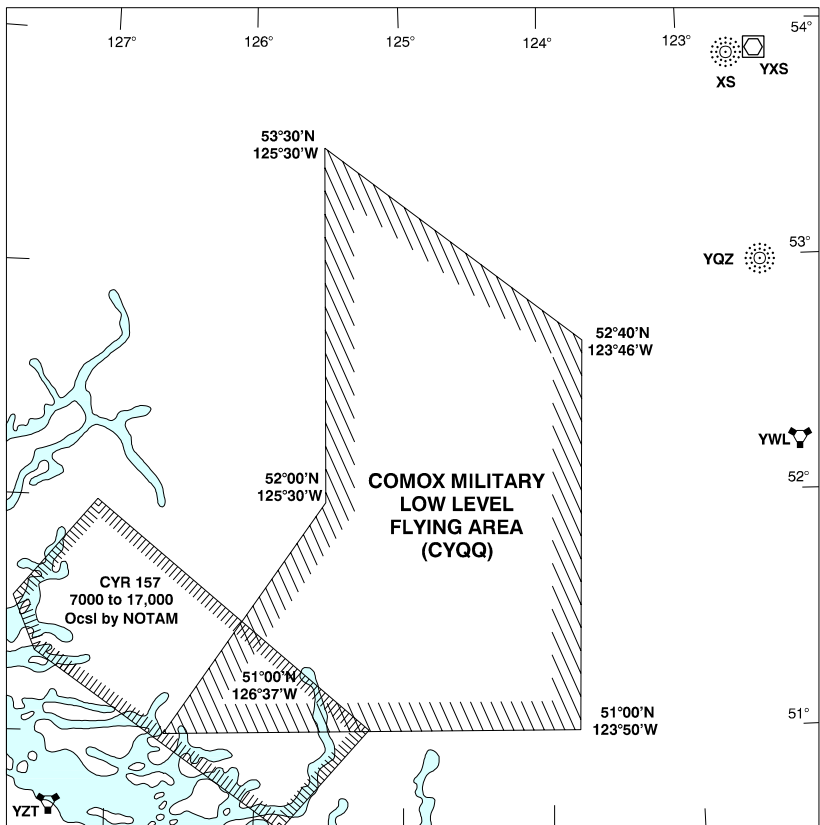 127°
126°
125°
124°
123°
54°
XS
YXS
53°30'N
125°30'W
53°
YQZ
52°40'N
123°46'W
YWL
52°00'N
125°30'W
52°
COMOX MILITARY
LOW LEVEL
FLYING AREA
(CYQQ)
CYR 157
7000 to 17,000
Ocsl by NOTAM
51°00'N
126°37'W
51°00'N
123°50'W
51°
YZT